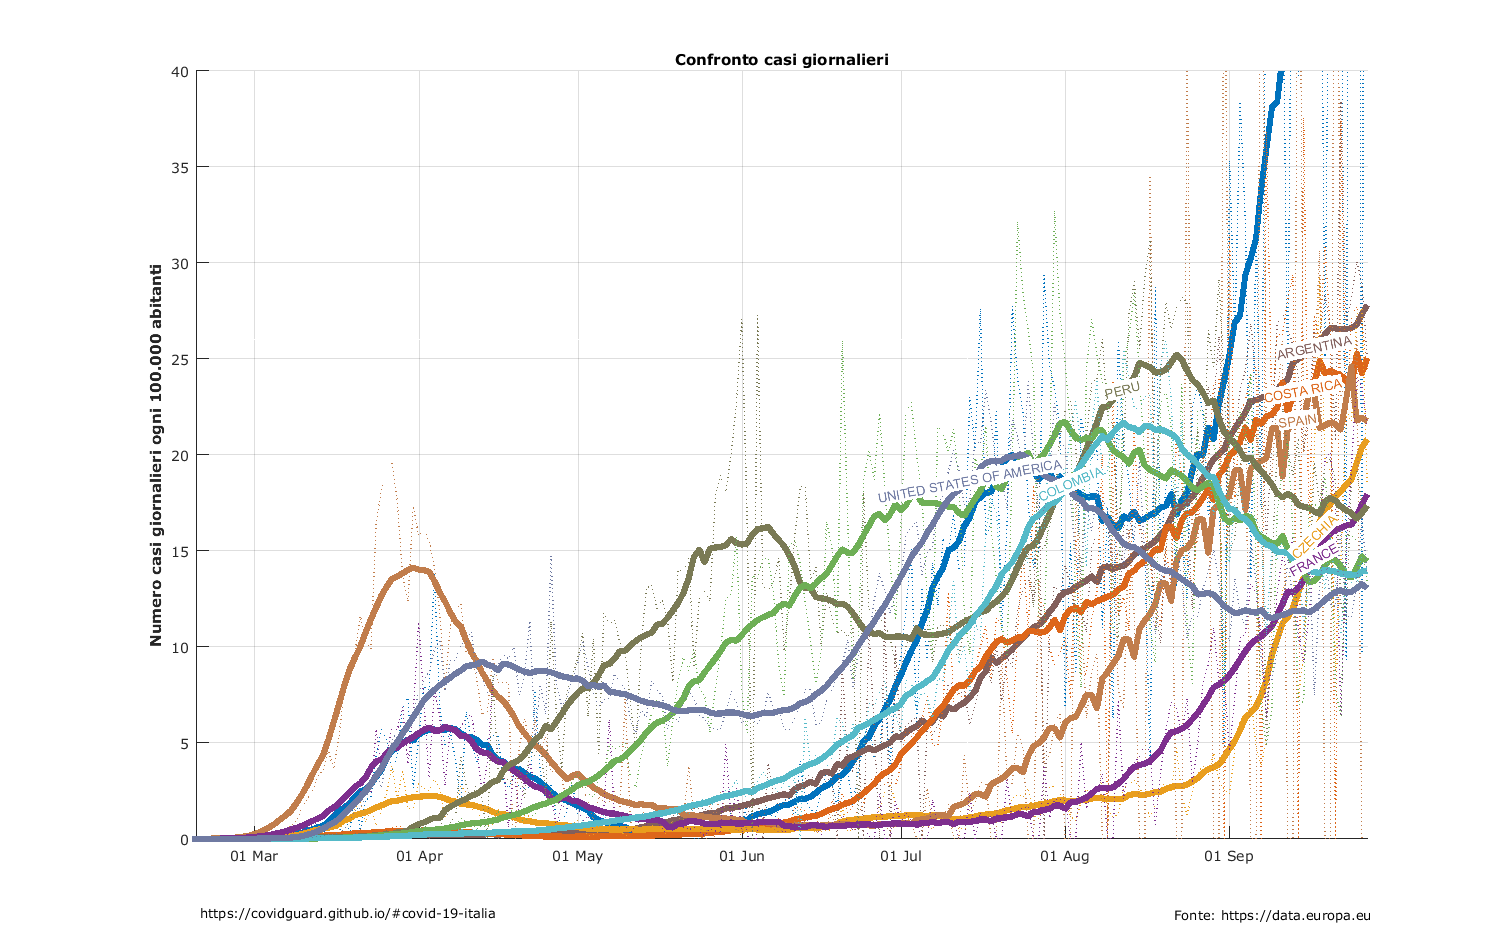 Confronto casi giornalieri
Numero casi giornalieri ogni 100.000 abitanti
40
35
30
25
20
15
10
5
0
ARGENTINA
COSTA RICA
SPAIN
PERU
UNITED STATES OF AMERICA
COLOMBIA
CZECHIA
FRANCE
01 Mar
01 Apr
01 May
01 Jun
01 Jul
01 Aug
01 Sep
https://covidguard.github.io/#covid-19-italia
Fonte: https://data.europa.eu